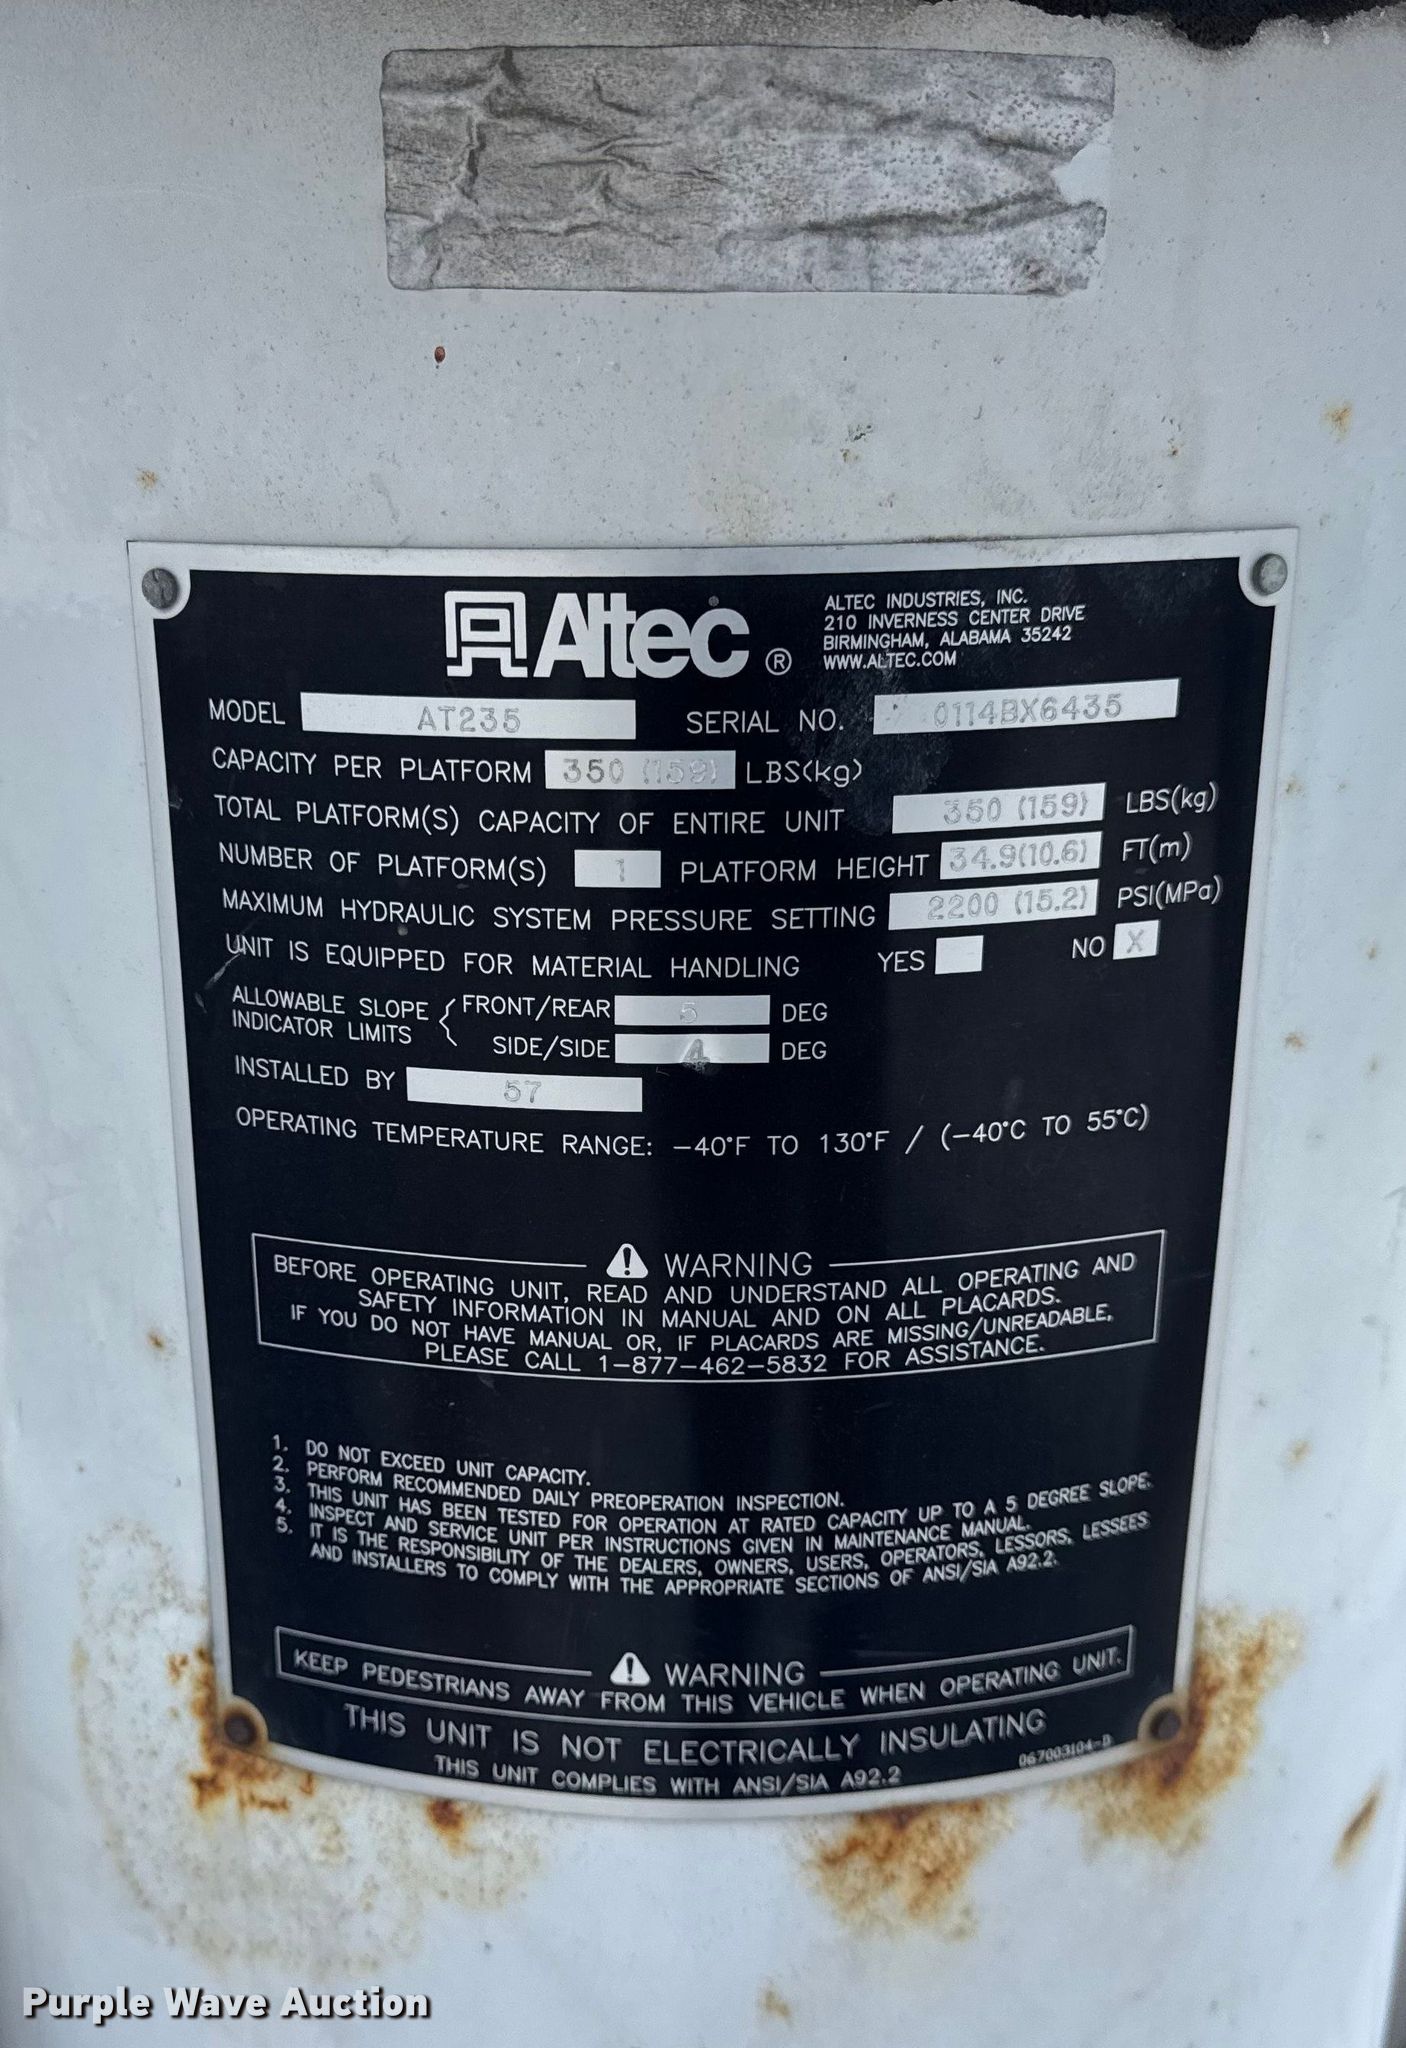 Altec ®
ALTEC INDUSTRIES, INC.
210 INVERNESS CENTER DRIVE
BIRMINGHAM, ALABAMA 35242
WWW.ALTEC.COM
MODEL AT235 SERIAL NO. 0114BX6435
CAPACITY PER PLATFORM 350 (159) LBS(kg)
TOTAL PLATFORM(S) CAPACITY OF ENTIRE UNIT 350 (159) LBS(kg)
NUMBER OF PLATFORM(S) 1 PLATFORM HEIGHT 34.9(10.6) FT(m)
MAXIMUM HYDRAULIC SYSTEM PRESSURE SETTING 2200 (15.2) PSI(MPa)
UNIT IS EQUIPPED FOR MATERIAL HANDLING YES NO X
ALLOWABLE SLOPE INDICATOR LIMITS { FRONT/REAR 5 DEG
SIDE/SIDE 4 DEG
INSTALLED BY 57
OPERATING TEMPERATURE RANGE: -40°F TO 130°F / (-40°C TO 55°C)
WARNING
BEFORE OPERATING UNIT, READ AND UNDERSTAND ALL OPERATING AND
SAFETY INFORMATION IN MANUAL AND ON ALL PLACARDS.
IF YOU DO NOT HAVE MANUAL OR, IF PLACARDS ARE MISSING/UNREADABLE,
PLEASE CALL 1-877-462-5832 FOR ASSISTANCE.
1. DO NOT EXCEED UNIT CAPACITY.
2. PERFORM RECOMMENDED DAILY PREOPERATION INSPECTION.
3. THIS UNIT HAS BEEN TESTED FOR OPERATION AT RATED CAPACITY UP TO A 5 DEGREE SLOPE.
4. INSPECT AND SERVICE UNIT PER INSTRUCTIONS GIVEN IN MAINTENANCE MANUAL.
5. IT IS THE RESPONSIBILITY OF THE DEALERS, OWNERS, USERS, OPERATORS, LESSORS, LESSEES
AND INSTALLERS TO COMPLY WITH THE APPROPRIATE SECTIONS OF ANSI/SIA A92.2.
WARNING
KEEP PEDESTRIANS AWAY FROM THIS VEHICLE WHEN OPERATING UNIT.
THIS UNIT IS NOT ELECTRICALLY INSULATING
THIS UNIT COMPLIES WITH ANSI/SIA A92.2
067003104-D
Purple Wave Auction